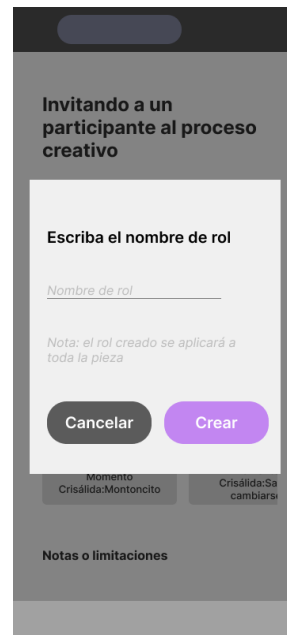 Invitando a un
participante al proceso
creativo
Escriba el nombre de rol
Nombre de rol
Nota: el rol creado se aplicará a
toda la pieza
Cancelar
Crear
Momento
Crisálida:Montoncito
Crisálida:Sa
cambiars
Notas o limitaciones